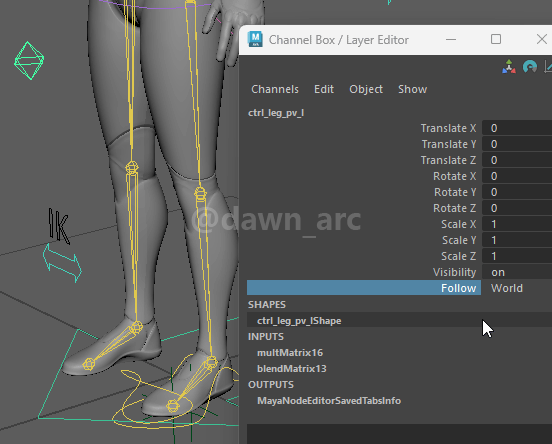 Channel Box / Layer Editor
Channels Edit Object Show
ctrl_leg_pv_l
Translate X 0
Translate Y 0
Translate Z 0
Rotate X 0
Rotate Y 0
Rotate Z 0
Scale X 1
Scale Y 1
Scale Z 1
Visibility on
Follow World
SHAPES
ctrl_leg_pv_lShape
INPUTS
multMatrix16
blendMatrix13
OUTPUTS
MayaNodeEditorSavedTabsInfo
IK
@dawn_arc